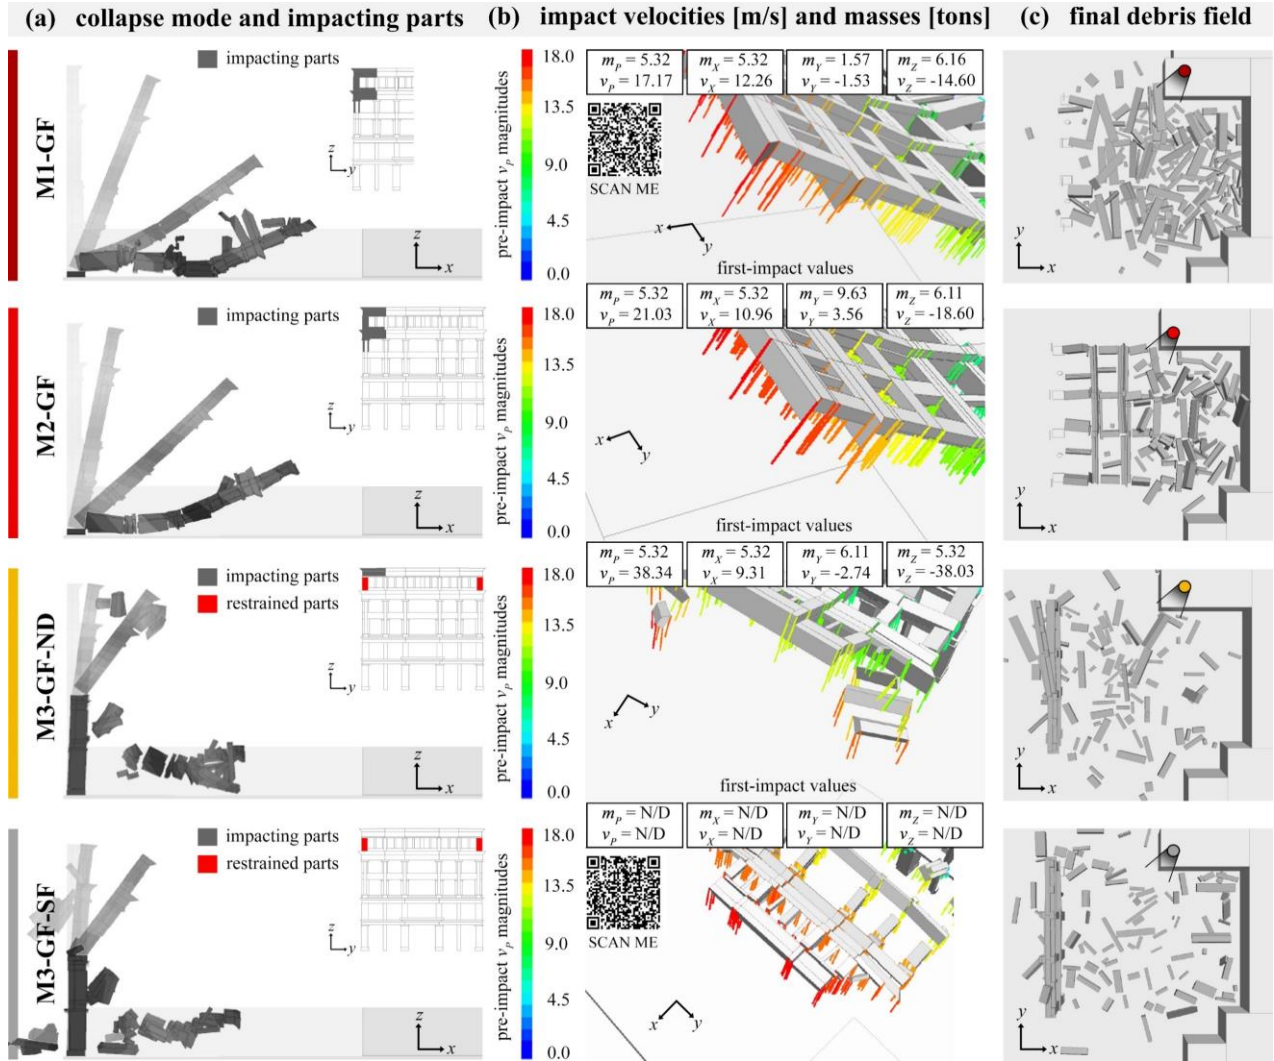 (a) collapse mode and impacting parts
(b) impact velocities [m/s] and masses [tons]
(c) final debris field
M1-GF
impacting parts
z
y
z
x
pre-impact vₚ magnitudes
18.0
13.5
9.0
4.5
0.0
m_P = 5.32
v_P = 17.17
m_X = 5.32
v_X = 12.26
m_Y = 1.57
v_Y = -1.53
m_Z = 6.16
v_Z = -14.60
SCAN ME
x
y
first-impact values
y
x
M2-GF
impacting parts
z
y
z
x
pre-impact vₚ magnitudes
18.0
13.5
9.0
4.5
0.0
m_P = 5.32
v_P = 21.03
m_X = 5.32
v_X = 10.96
m_Y = 9.63
v_Y = 3.56
m_Z = 6.11
v_Z = -18.60
x
y
first-impact values
y
x
M3-GF-ND
impacting parts
restrained parts
z
y
z
x
pre-impact vₚ magnitudes
18.0
13.5
9.0
4.5
0.0
m_P = 5.32
v_P = 38.34
m_X = 5.32
v_X = 9.31
m_Y = 6.11
v_Y = -2.74
m_Z = 5.32
v_Z = -38.03
x
y
first-impact values
y
x
M3-GF-SF
impacting parts
restrained parts
z
y
z
x
pre-impact vₚ magnitudes
18.0
13.5
9.0
4.5
0.0
m_P = N/D
v_P = N/D
m_X = N/D
v_X = N/D
m_Y = N/D
v_Y = N/D
m_Z = N/D
v_Z = N/D
SCAN ME
x
y
y
x